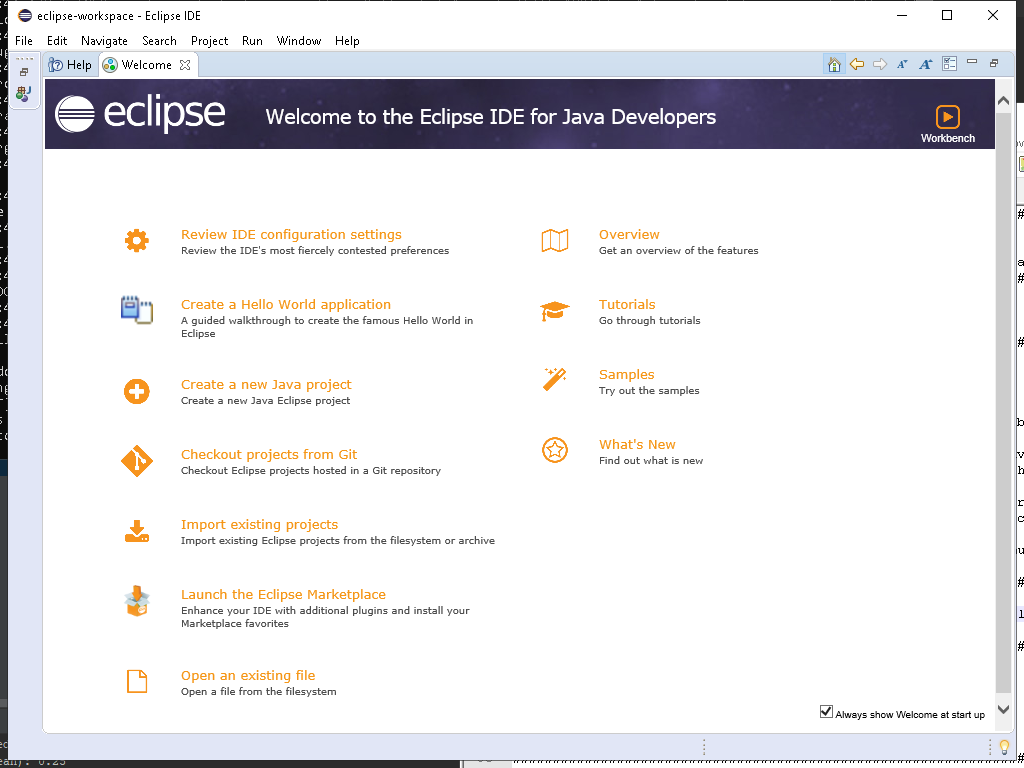 eclipse-workspace - Eclipse IDE
File Edit Navigate Search Project Run Window Help
Help Welcome
eclipse Welcome to the Eclipse IDE for Java Developers
Workbench
Review IDE configuration settings
Review the IDE's most fiercely contested preferences
Create a Hello World application
A guided walkthrough to create the famous Hello World in
Eclipse
Create a new Java project
Create a new Java Eclipse project
Checkout projects from Git
Checkout Eclipse projects hosted in a Git repository
Import existing projects
Import existing Eclipse projects from the filesystem or archive
Launch the Eclipse Marketplace
Enhance your IDE with additional plugins and install your
Marketplace favorites
Open an existing file
Open a file from the filesystem
Overview
Get an overview of the features
Tutorials
Go through tutorials
Samples
Try out the samples
What's New
Find out what is new
Always show Welcome at start up